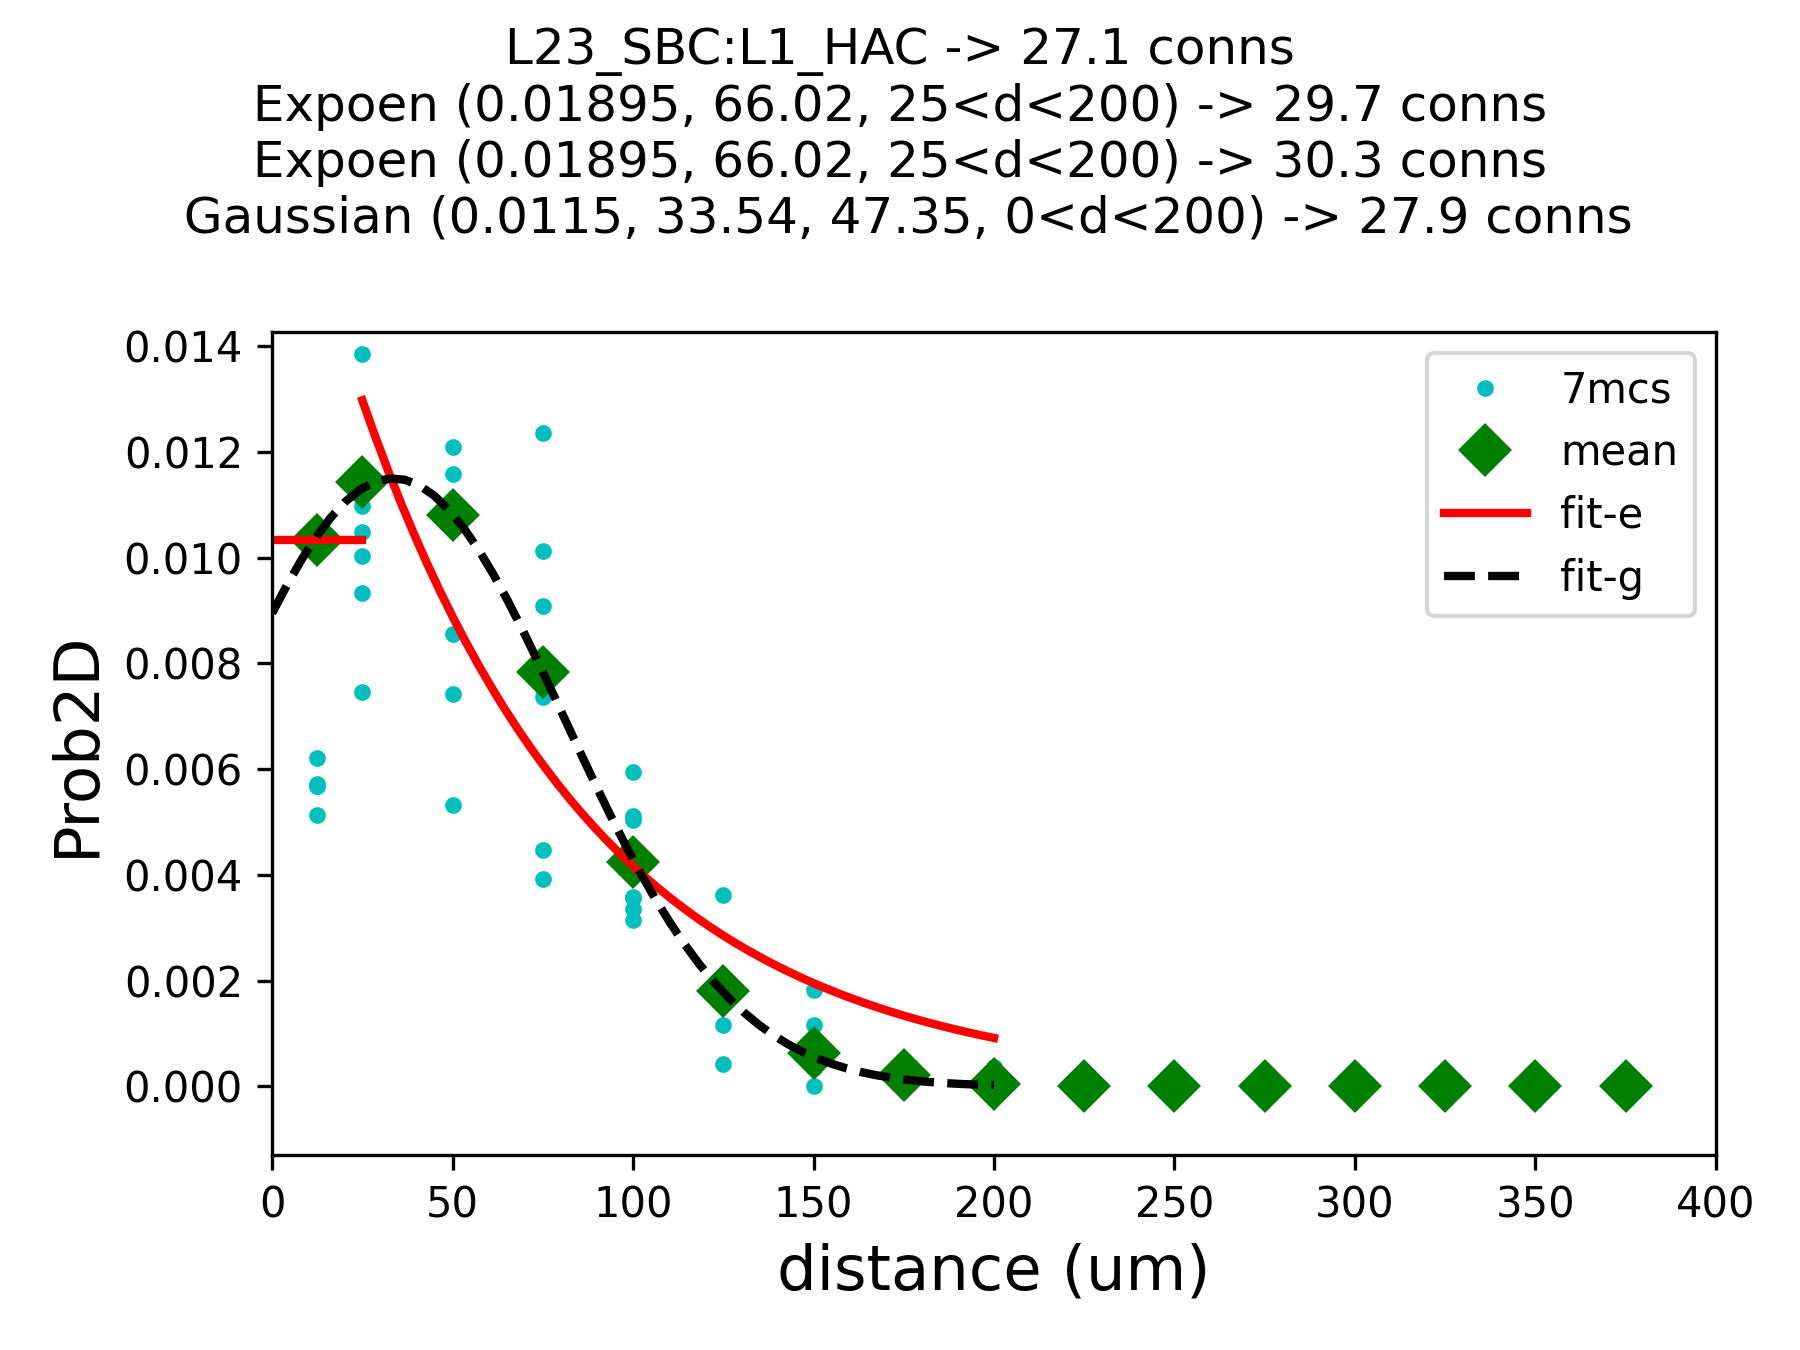 L23_SBC:L1_HAC -> 27.1 conns
Expoen (0.01895, 66.02, 25<d<200) -> 29.7 conns
Expoen (0.01895, 66.02, 25<d<200) -> 30.3 conns
Gaussian (0.0115, 33.54, 47.35, 0<d<200) -> 27.9 conns
0.014
0.012
0.010
0.008
0.006
0.004
0.002
0.000
Prob2D
7mcs
mean
fit-e
fit-g
0 50 100 150 200 250 300 350 400
distance (um)